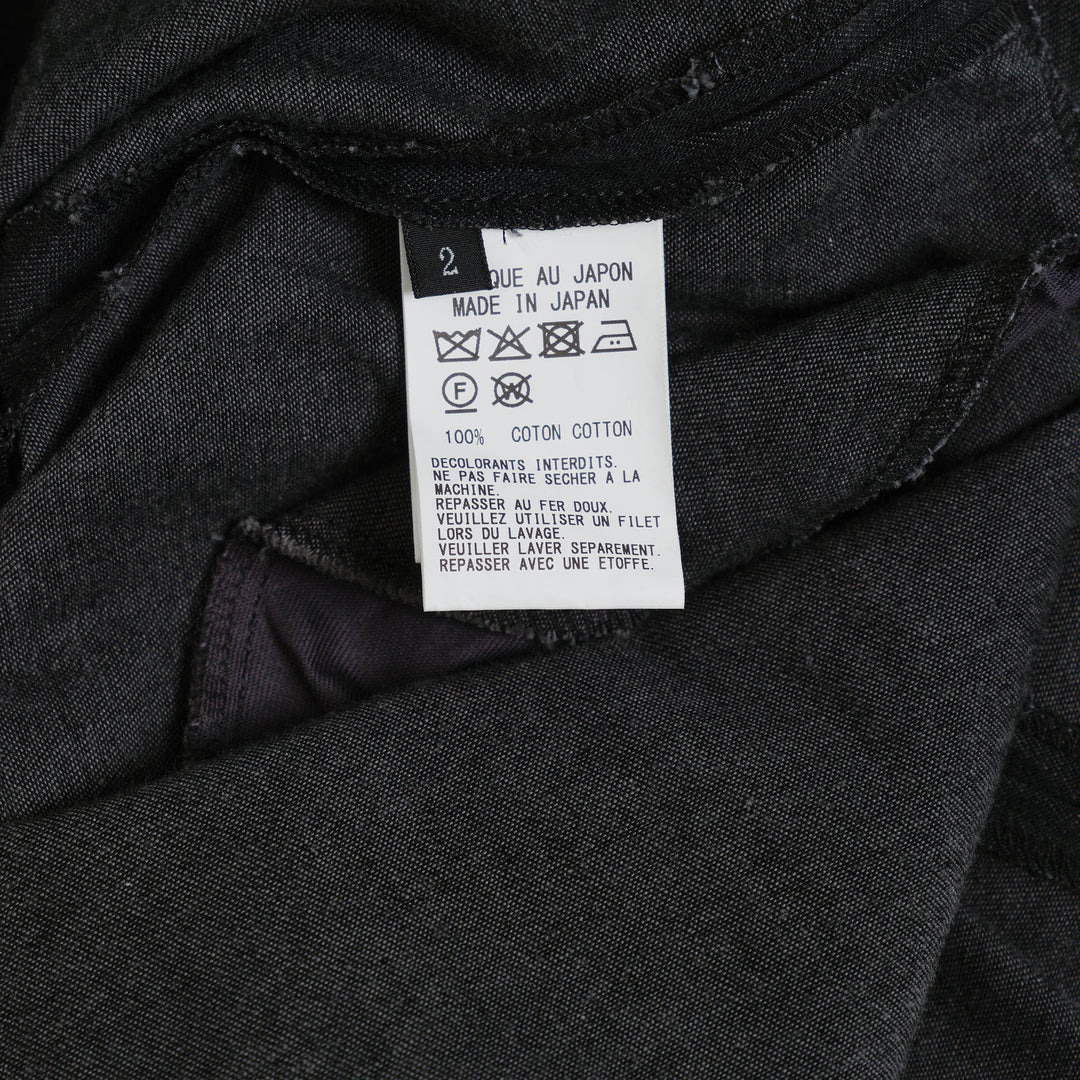 2
QUE AU JAPON
MADE IN JAPAN
F
W
100% COTON COTTON
DECOLORANTS INTERDITS.
NE PAS FAIRE SECHER A LA
MACHINE.
REPASSER AU FER DOUX.
VEUILLEZ UTILISER UN FILET
LORS DU LAVAGE.
VEUILLER LAVER SEPAREMENT.
REPASSER AVEC UNE ETOFFE.